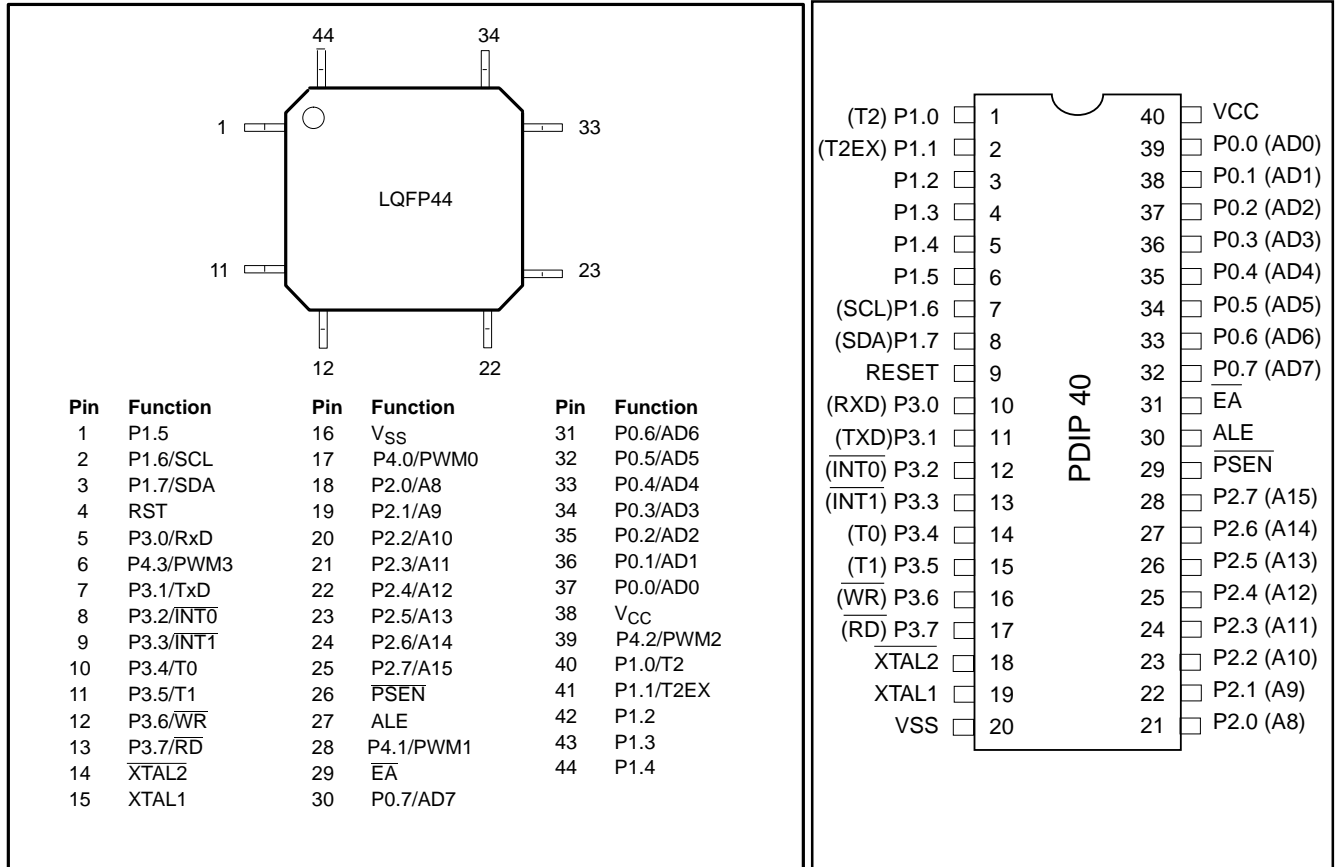 44 34
1 33
LQFP44
11 23
12 22
Pin Function Pin Function Pin Function
1 P1.5 16 VSS 31 P0.6/AD6
2 P1.6/SCL 17 P4.0/PWM0 32 P0.5/AD5
3 P1.7/SDA 18 P2.0/A8 33 P0.4/AD4
4 RST 19 P2.1/A9 34 P0.3/AD3
5 P3.0/RxD 20 P2.2/A10 35 P0.2/AD2
6 P4.3/PWM3 21 P2.3/A11 36 P0.1/AD1
7 P3.1/TxD 22 P2.4/A12 37 P0.0/AD0
8 P3.2/INT0 23 P2.5/A13 38 VCC
9 P3.3/INT1 24 P2.6/A14 39 P4.2/PWM2
10 P3.4/T0 25 P2.7/A15 40 P1.0/T2
11 P3.5/T1 26 PSEN 41 P1.1/T2EX
12 P3.6/WR 27 ALE 42 P1.2
13 P3.7/RD 28 P4.1/PWM1 43 P1.3
14 XTAL2 29 EA 44 P1.4
15 XTAL1 30 P0.7/AD7
(T2) P1.0 1 40 VCC
(T2EX) P1.1 2 39 P0.0 (AD0)
P1.2 3 38 P0.1 (AD1)
P1.3 4 37 P0.2 (AD2)
P1.4 5 36 P0.3 (AD3)
P1.5 6 35 P0.4 (AD4)
(SCL)P1.6 7 34 P0.5 (AD5)
(SDA)P1.7 8 33 P0.6 (AD6)
RESET 9 32 P0.7 (AD7)
(RXD) P3.0 10 31 EA
(TXD)P3.1 11 30 ALE
(INT0) P3.2 12 29 PSEN
(INT1) P3.3 13 28 P2.7 (A15)
(T0) P3.4 14 27 P2.6 (A14)
(T1) P3.5 15 26 P2.5 (A13)
(WR) P3.6 16 25 P2.4 (A12)
(RD) P3.7 17 24 P2.3 (A11)
XTAL2 18 23 P2.2 (A10)
XTAL1 19 22 P2.1 (A9)
VSS 20 21 P2.0 (A8)
PDIP 40